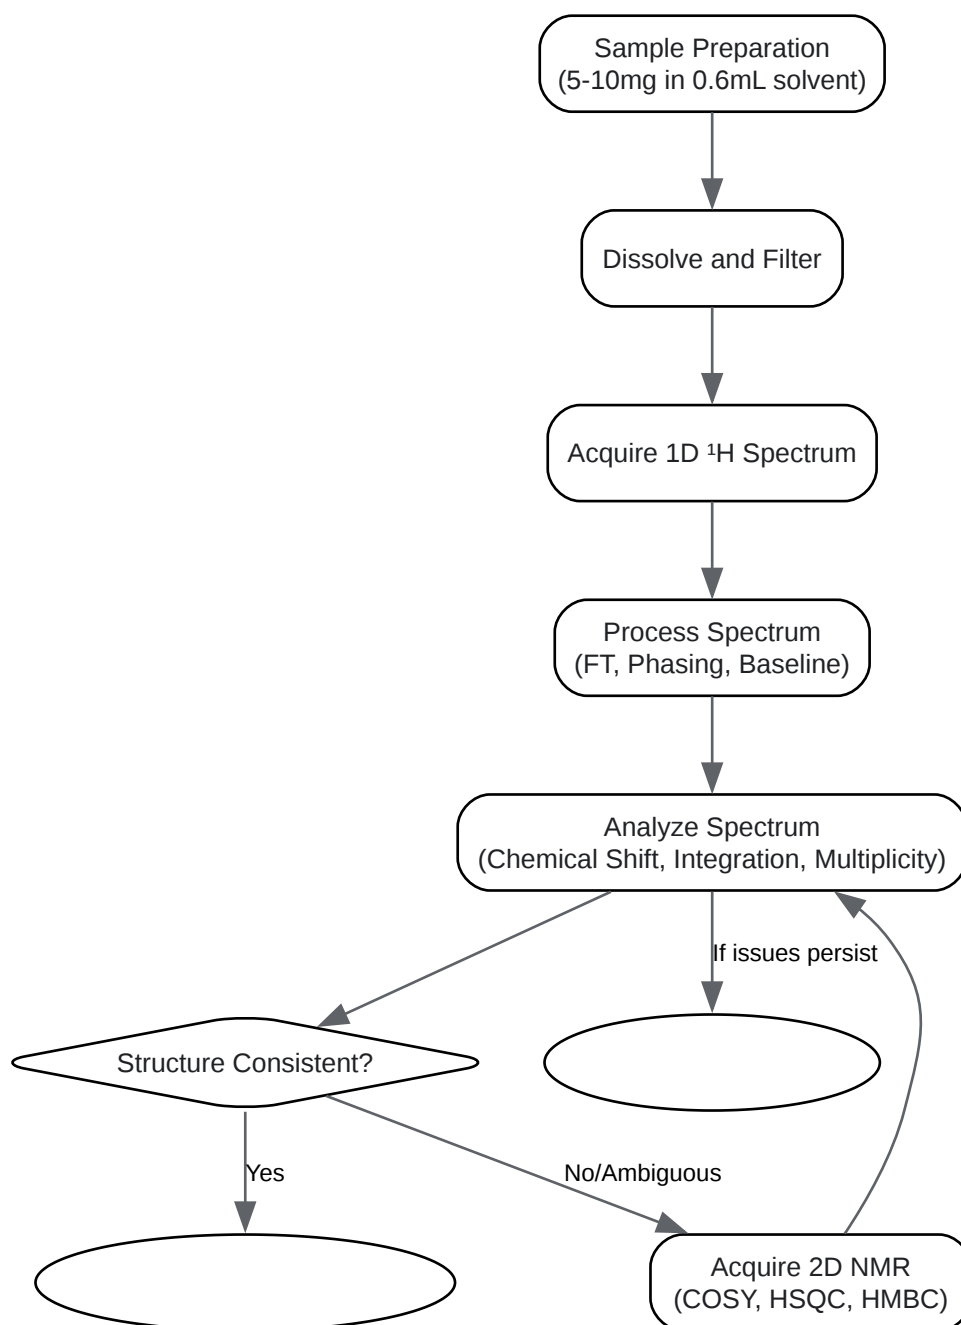 Sample Preparation
(5-10mg in 0.6mL solvent)
Dissolve and Filter
Acquire 1D ¹H Spectrum
Process Spectrum
(FT, Phasing, Baseline)
Analyze Spectrum
(Chemical Shift, Integration, Multiplicity)
If issues persist
Structure Consistent?
Yes
No/Ambiguous
Acquire 2D NMR
(COSY, HSQC, HMBC)